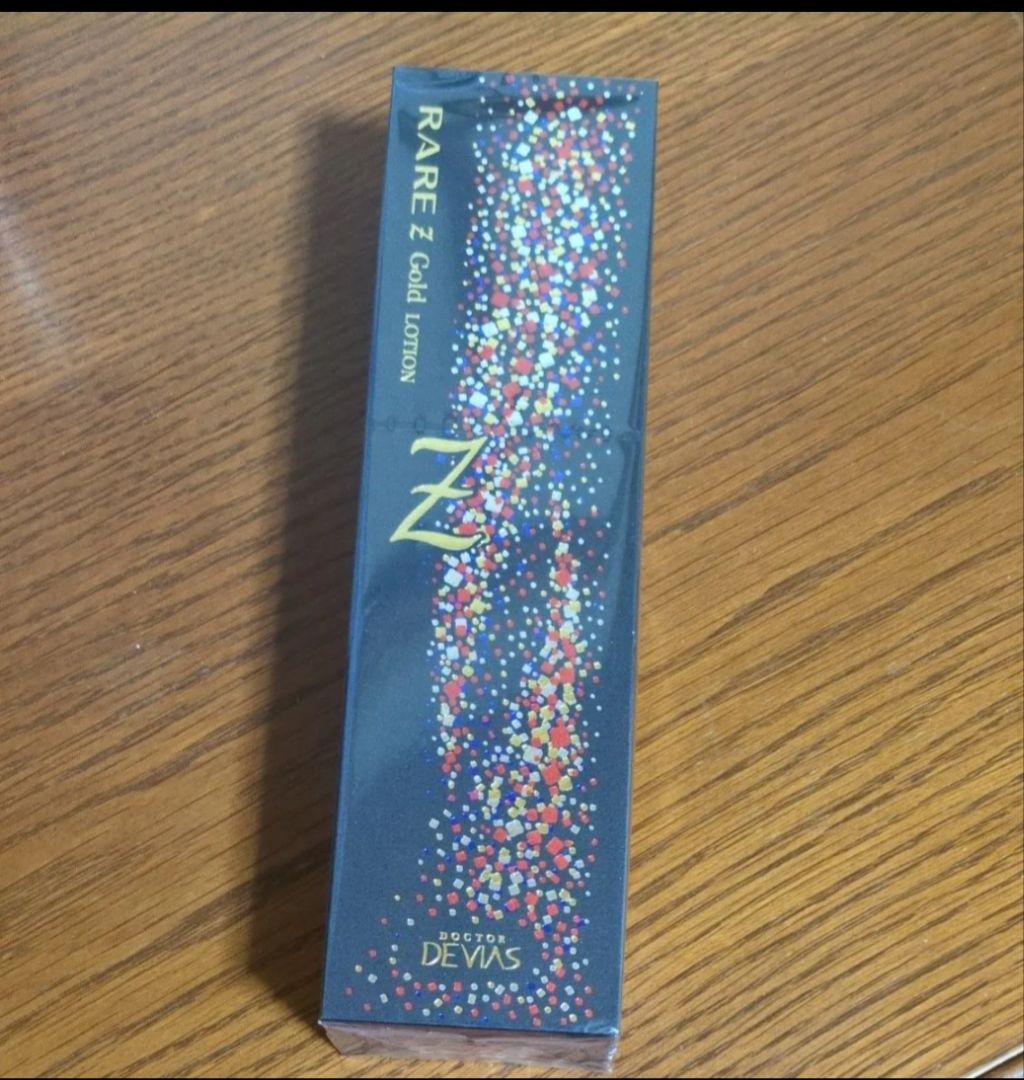 RARE Z Gold LOTION
Z
DOCTOR
DEVIAS